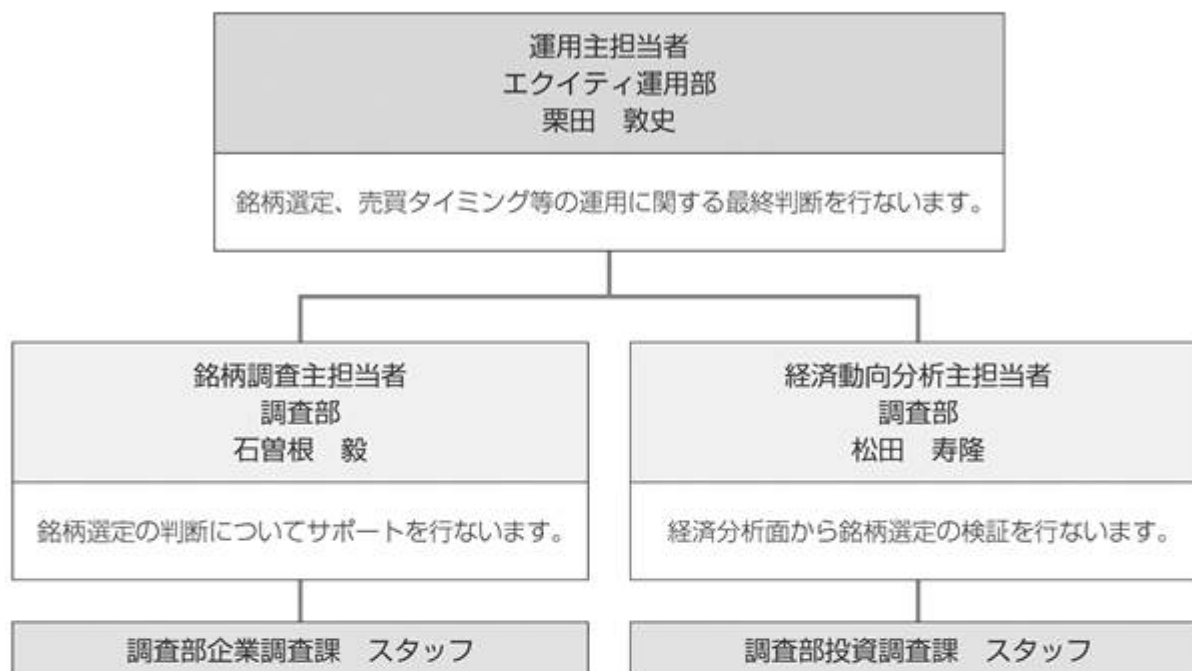 運用主担当者
エクイティ運用部
栗田　敦史
銘柄選定、売買タイミング等の運用に関する最終判断を行ないます。
銘柄調査主担当者
調査部
石曽根　毅
銘柄選定の判断についてサポートを行ないます。
調査部企業調査課　スタッフ
経済動向分析主担当者
調査部
松田　寿隆
経済分析面から銘柄選定の検証を行ないます。
調査部投資調査課　スタッフ